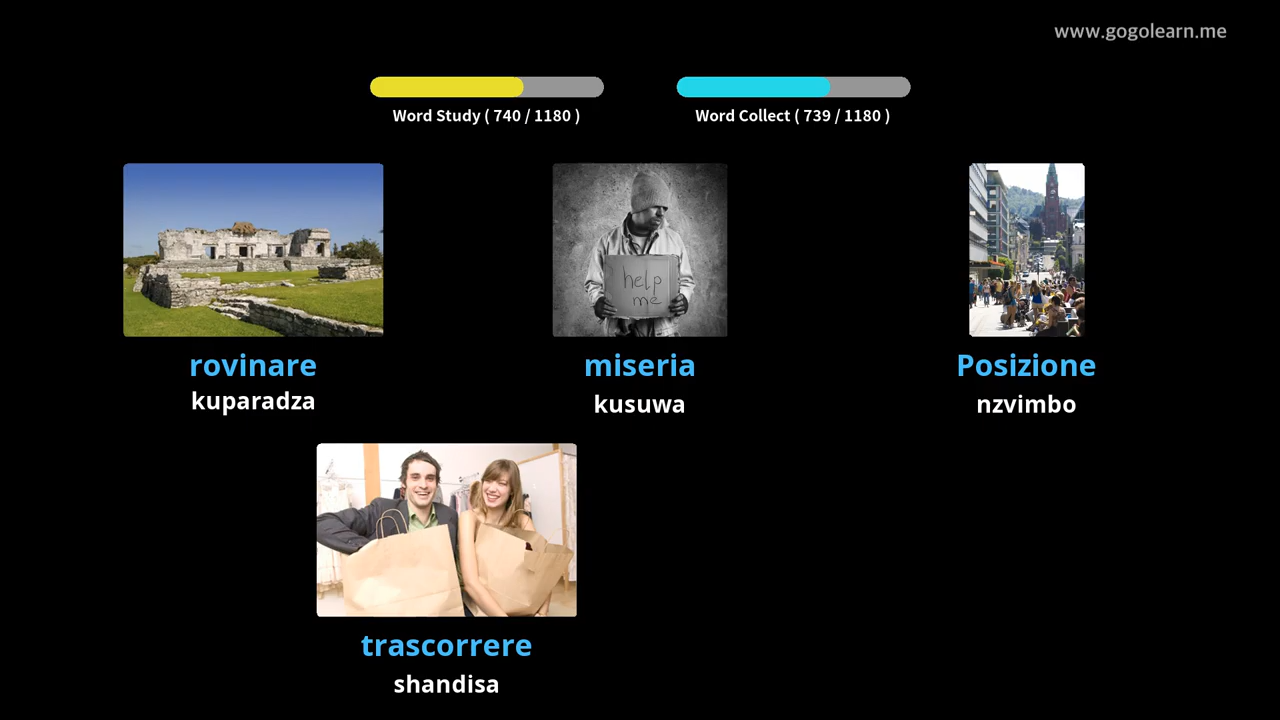 www.gogolearn.me
Word Study ( 740 / 1180 )
Word Collect ( 739 / 1180 )
help
me
rovinare
kuparadza
miseria
kusuwa
Posizione
nzvimbo
trascorrere
shandisa